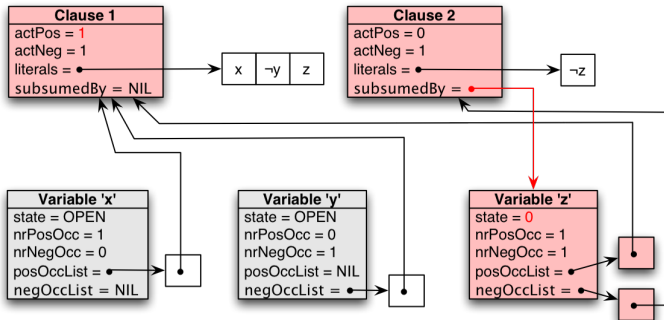 Clause 1
actPos = 1
actNeg = 1
literals =
subsumedBy = NIL
x ¬y z
Clause 2
actPos = 0
actNeg = 1
literals =
subsumedBy =
¬z
Variable 'x'
state = OPEN
nrPosOcc = 1
nrNegOcc = 0
posOccList =
negOccList = NIL
Variable 'y'
state = OPEN
nrPosOcc = 0
nrNegOcc = 1
posOccList = NIL
negOccList =
Variable 'z'
state = 0
nrPosOcc = 1
nrNegOcc = 1
posOccList =
negOccList =